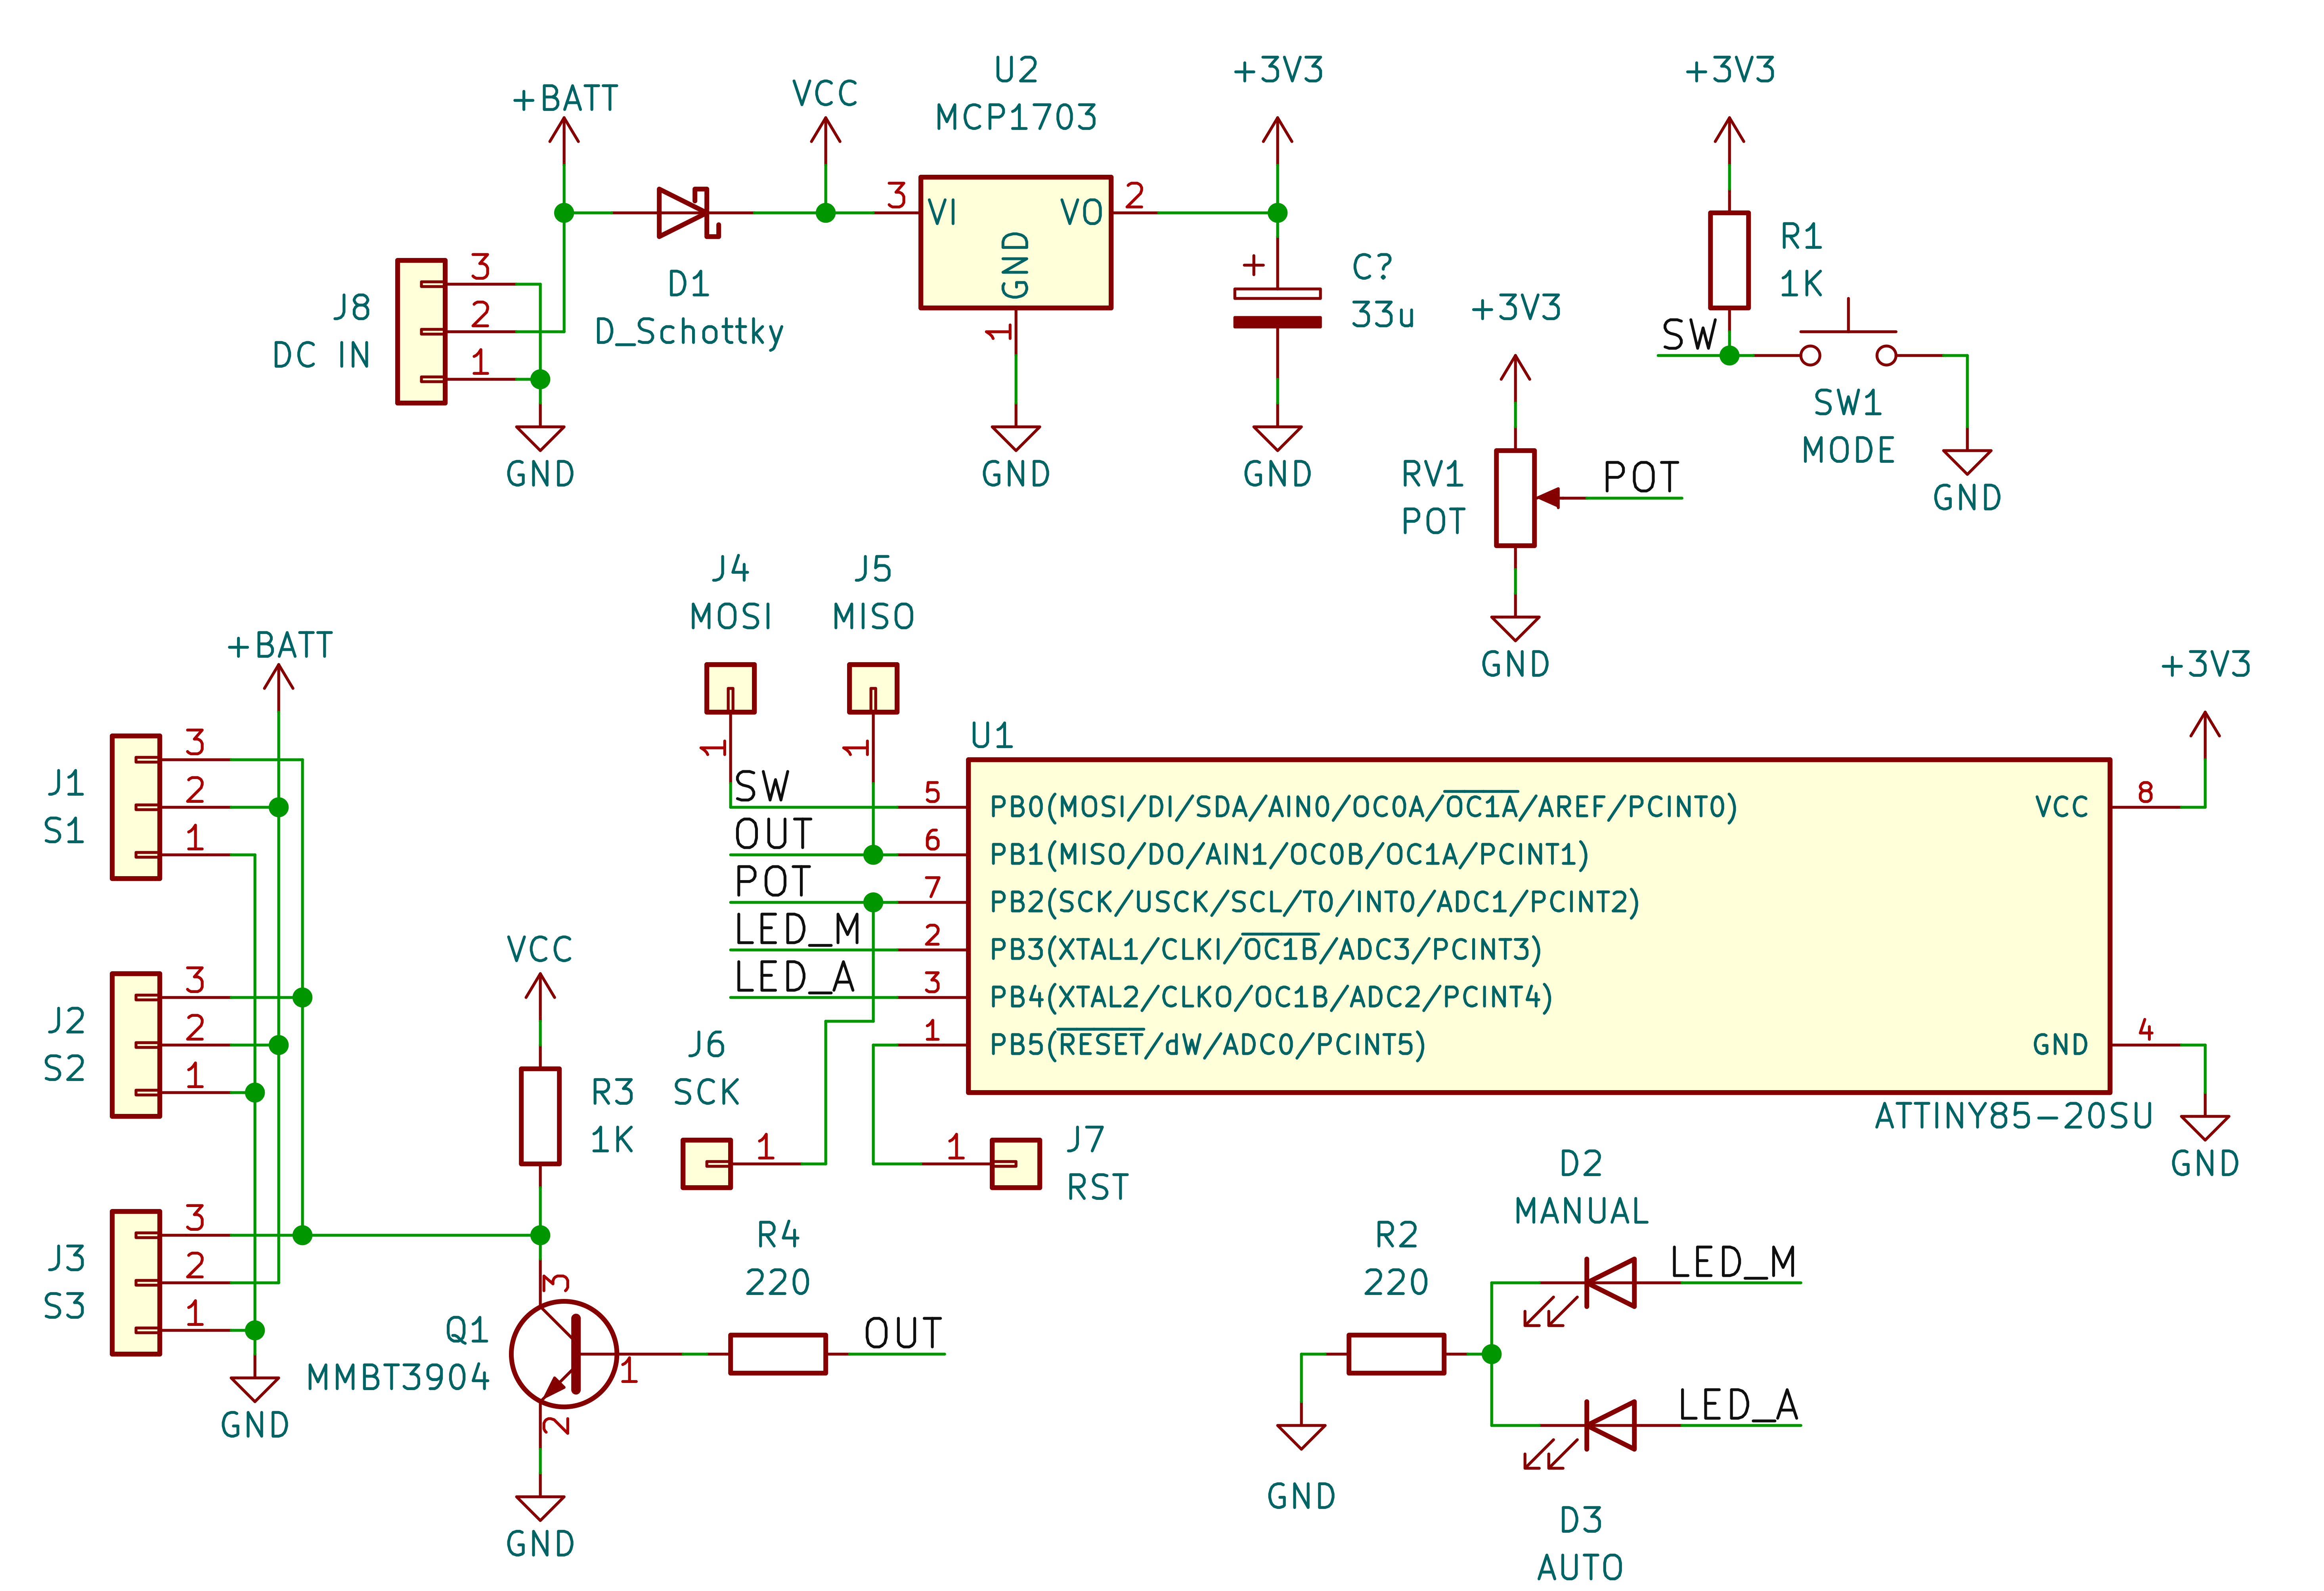 +BATT
VCC
U2
MCP1703
+3V3
+3V3
3
VI
VO
2
GND
1
D1
D_Schottky
C?
33u
+
R1
1K
SW
SW1
MODE
GND
J8
DC IN
3
2
1
GND
GND
GND
+3V3
RV1
POT
POT
GND
J4
MOSI
1
J5
MISO
1
+BATT
J1
S1
3
2
1
J2
S2
3
2
1
J3
S3
3
2
1
GND
VCC
R3
1K
Q1
MMBT3904
3
1
2
GND
R4
220
OUT
U1
SW
5
PB0(MOSI/DI/SDA/AIN0/OC0A/OC1A/AREF/PCINT0)
OUT
6
PB1(MISO/DO/AIN1/OC0B/OC1A/PCINT1)
POT
7
PB2(SCK/USCK/SCL/T0/INT0/ADC1/PCINT2)
LED_M
2
PB3(XTAL1/CLKI/OC1B/ADC3/PCINT3)
LED_A
3
PB4(XTAL2/CLKO/OC1B/ADC2/PCINT4)
1
PB5(RESET/dW/ADC0/PCINT5)
VCC
8
+3V3
GND
4
GND
ATTINY85-20SU
J6
SCK
1
1
J7
RST
D2
MANUAL
LED_M
R2
220
GND
LED_A
D3
AUTO